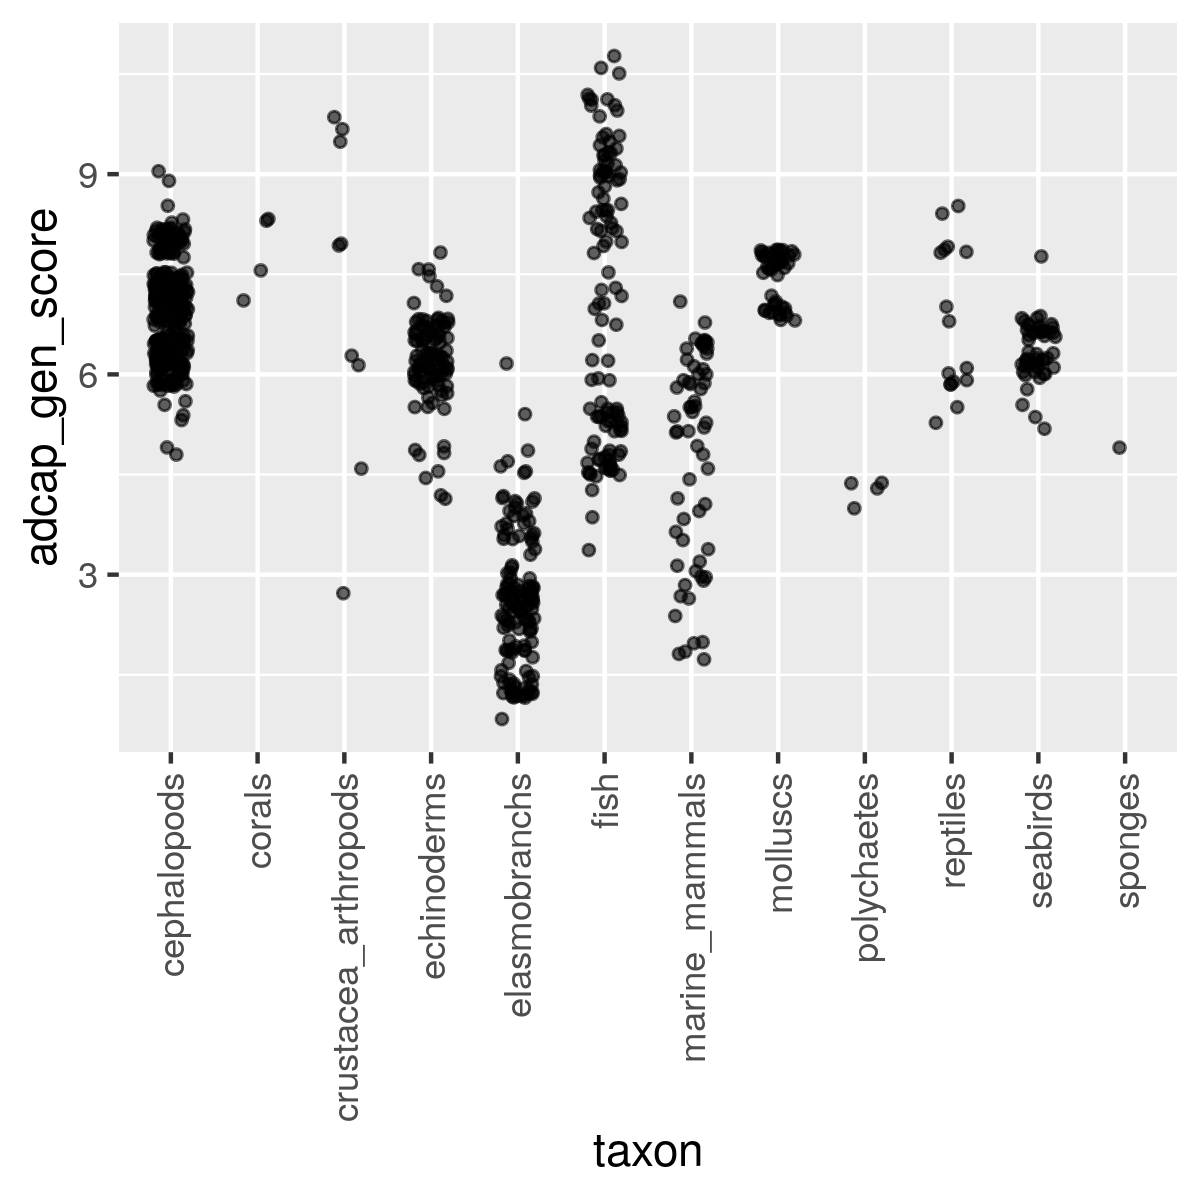 adcap_gen_score
9
6
3
cephalopods
corals
crustacea_arthropods
echinoderms
elasmobranchs
fish
marine_mammals
molluscs
polychaetes
reptiles
seabirds
sponges
taxon